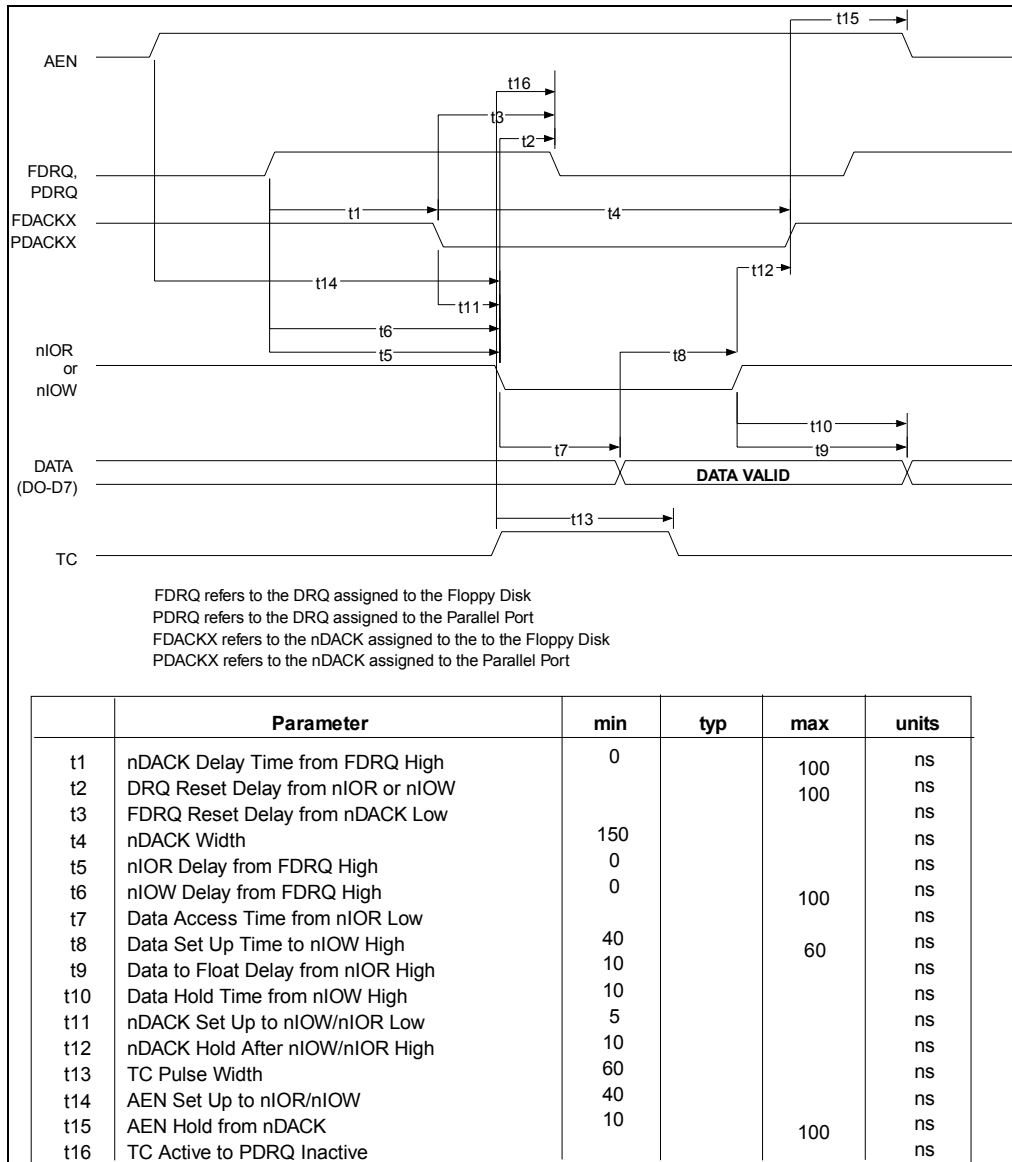 t15
AEN
t16
t3
t2
FDRQ,
PDRQ
t1
t4
FDACKX
PDACKX
t12
t14
t11
t6
t5
t8
nIOR
or
nIOW
t10
t7
t9
DATA
(DO-D7)
DATA VALID
t13
TC
FDRQ refers to the DRQ assigned to the Floppy Disk
PDRQ refers to the DRQ assigned to the Parallel Port
FDACKX refers to the nDACK assigned to the to the Floppy Disk
PDACKX refers to the nDACK assigned to the Parallel Port
Parameter min typ max units
t1 nDACK Delay Time from FDRQ High 0 100 ns
t2 DRQ Reset Delay from nIOR or nIOW 100 ns
t3 FDRQ Reset Delay from nDACK Low ns
t4 nDACK Width 150 ns
t5 nIOR Delay from FDRQ High 0 ns
t6 nIOW Delay from FDRQ High 0 100 ns
t7 Data Access Time from nIOR Low ns
t8 Data Set Up Time to nIOW High 40 60 ns
t9 Data to Float Delay from nIOR High 10 ns
t10 Data Hold Time from nIOW High 10 ns
t11 nDACK Set Up to nIOW/nIOR Low 5 ns
t12 nDACK Hold After nIOW/nIOR High 10 ns
t13 TC Pulse Width 60 ns
t14 AEN Set Up to nIOR/nIOW 40 ns
t15 AEN Hold from nDACK 10 100 ns
t16 TC Active to PDRQ Inactive ns